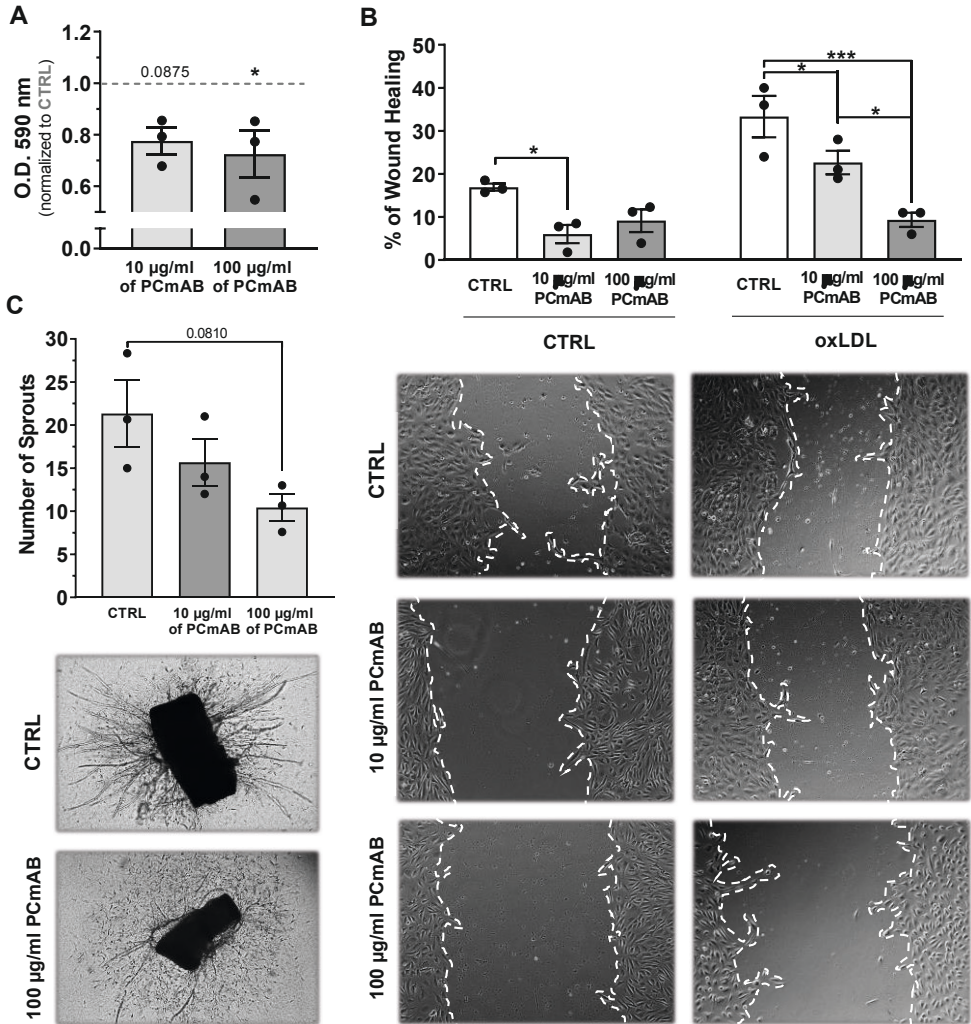 A
O.D. 590 nm
(normalized to CTRL)
1.2
1.0
0.8
0.6
0.0
0.0875
*
10 µg/ml
of PCmAB
100 µg/ml
of PCmAB
B
% of Wound Healing
50
40
30
20
10
0
*
***
*
*
CTRL
10 µg/ml
PCmAB
100 µg/ml
PCmAB
CTRL
10 µg/ml
PCmAB
100 µg/ml
PCmAB
CTRL
oxLDL
C
Number of Sprouts
30
25
20
15
10
5
0
0.0810
CTRL
10 µg/ml
of PCmAB
100 µg/ml
of PCmAB
CTRL
100 µg/ml PCmAB
CTRL
10 µg/ml PCmAB
100 µg/ml PCmAB